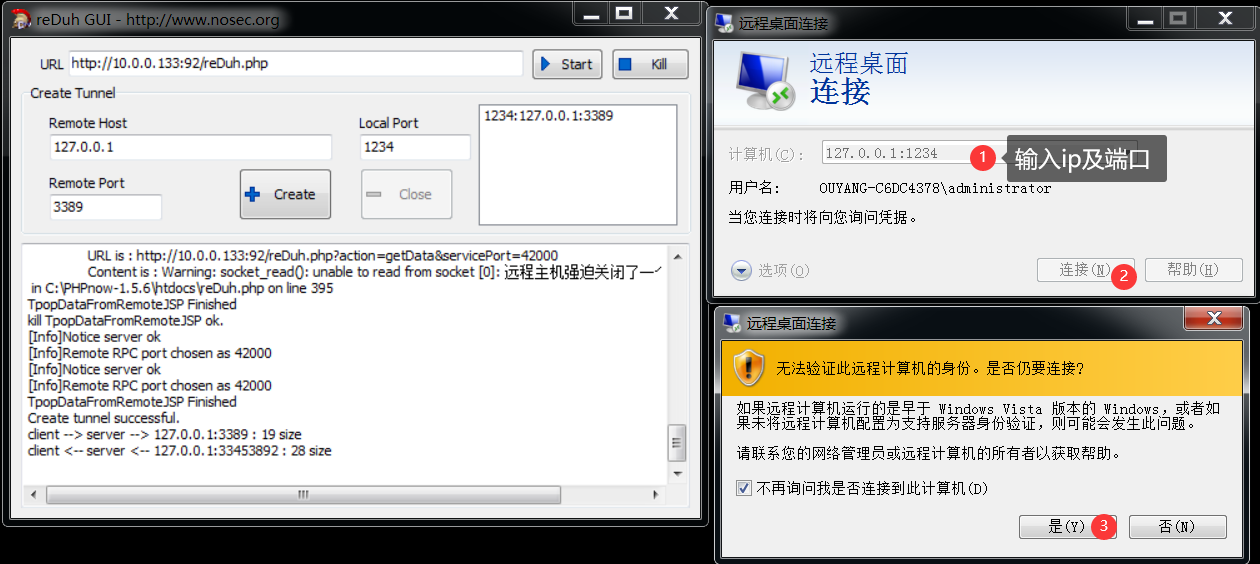 reDuh GUI - http://www.nosec.org
URL http://10.0.0.133:92/reDuh.php Start Kill
Create Tunnel
Remote Host
127.0.0.1
Local Port
1234
Remote Port
3389
Create
Close
1234:127.0.0.1:3389
URL is : http://10.0.0.133:92/reDuh.php?action=getData&servicePort=42000
Content is : Warning: socket_read(): unable to read from socket [0]: 远程主机强迫关闭了一个
in C:\PHPnow-1.5.6\htdocs\reDuh.php on line 395
TpopDataFromRemoteJSP Finished
kill TpopDataFromRemoteJSP ok.
[Info]Notice server ok
[Info]Remote RPC port chosen as 42000
[Info]Notice server ok
[Info]Remote RPC port chosen as 42000
TpopDataFromRemoteJSP Finished
Create tunnel successful.
client --> server --> 127.0.0.1:3389 : 19 size
client <-- server <-- 127.0.0.1:33453892 : 28 size
远程桌面连接
远程桌面
连接
计算机(C): 127.0.0.1:1234
1 输入ip及端口
用户名: OUYANG-C6DC4378\administrator
当您连接时将向您询问凭据。
选项(O) 连接(N) 2 帮助(H)
远程桌面连接
无法验证此远程计算机的身份。是否仍要连接?
如果远程计算机运行的是早于 Windows Vista 版本的 Windows，或者如
果未将远程计算机配置为支持服务器身份验证，则可能会发生此问题。
请联系您的网络管理员或远程计算机的所有者以获取帮助。
不再询问我是否连接到此计算机(D)
是(Y) 3 否(N)